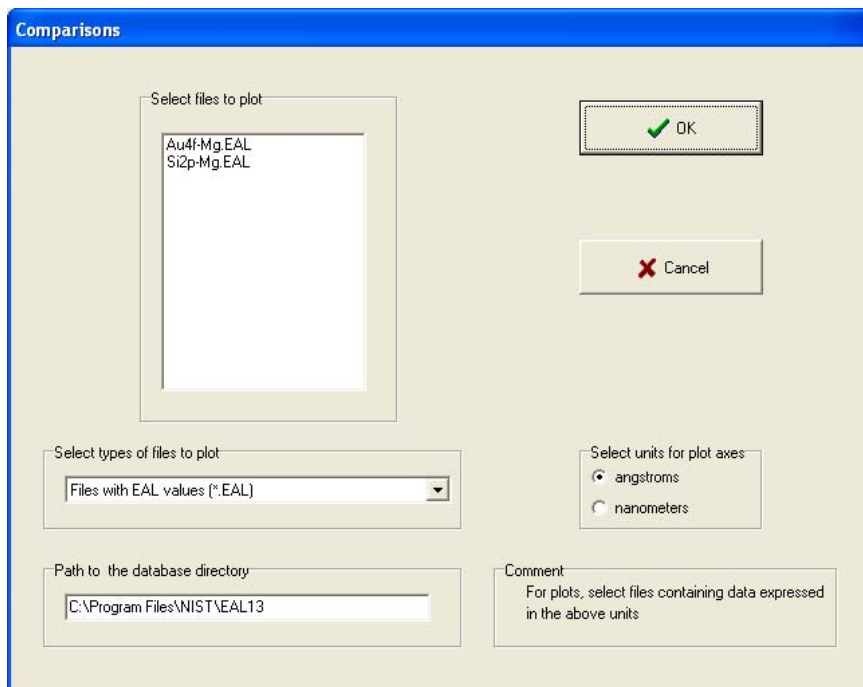 Comparisons
Select files to plot
Au4f-Mg.EAL
Si2p-Mg.EAL
OK
Cancel
Select types of files to plot
Files with EAL values (*.EAL)
Select units for plot axes
angstroms
nanometers
Path to the database directory
C:\Program Files\NIST\EAL13
Comment
For plots, select files containing data expressed
in the above units